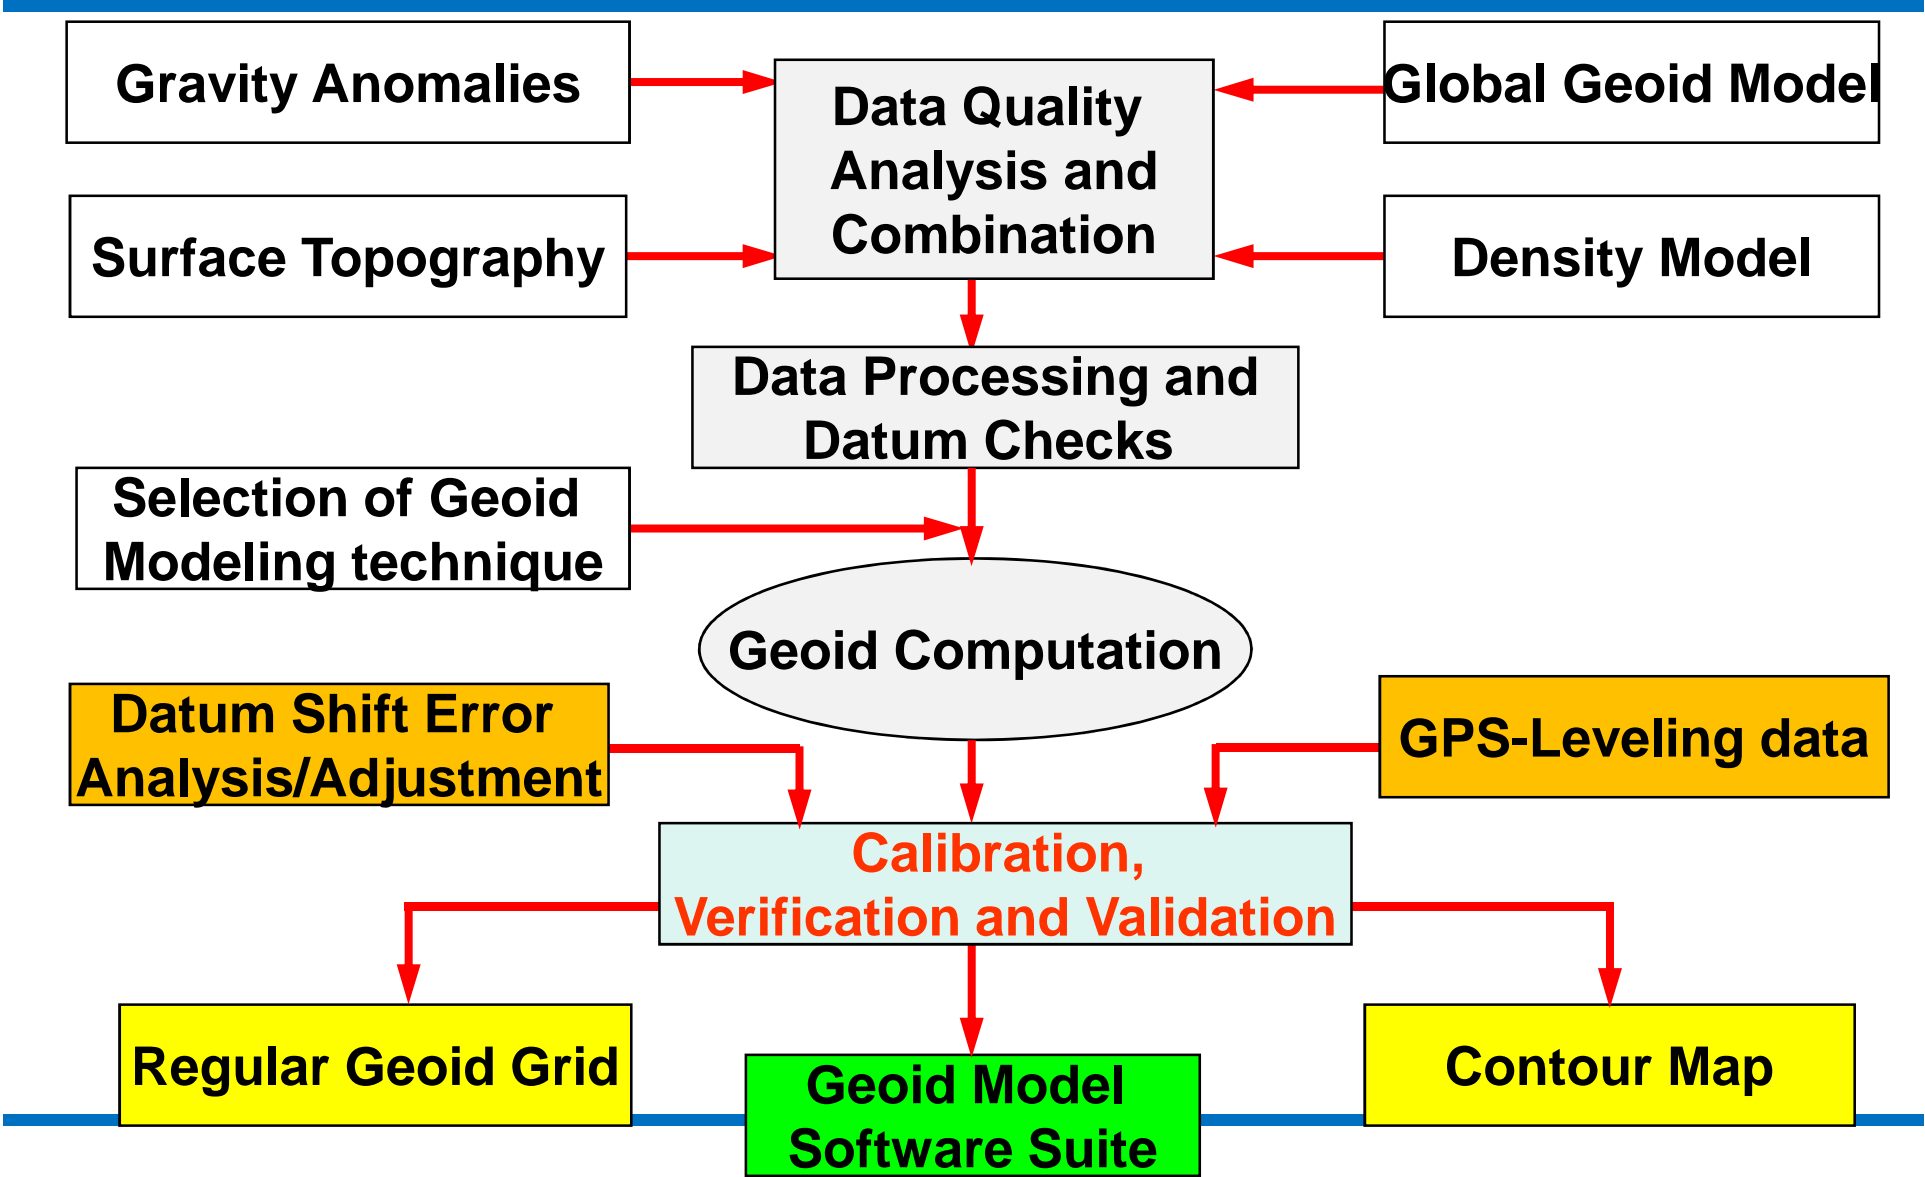 Gravity Anomalies
Global Geoid Model
Data Quality
Analysis and
Combination
Surface Topography
Density Model
Data Processing and
Datum Checks
Selection of Geoid
Modeling technique
Geoid Computation
Datum Shift Error
Analysis/Adjustment
GPS-Leveling data
Calibration,
Verification and Validation
Regular Geoid Grid
Contour Map
Geoid Model
Software Suite